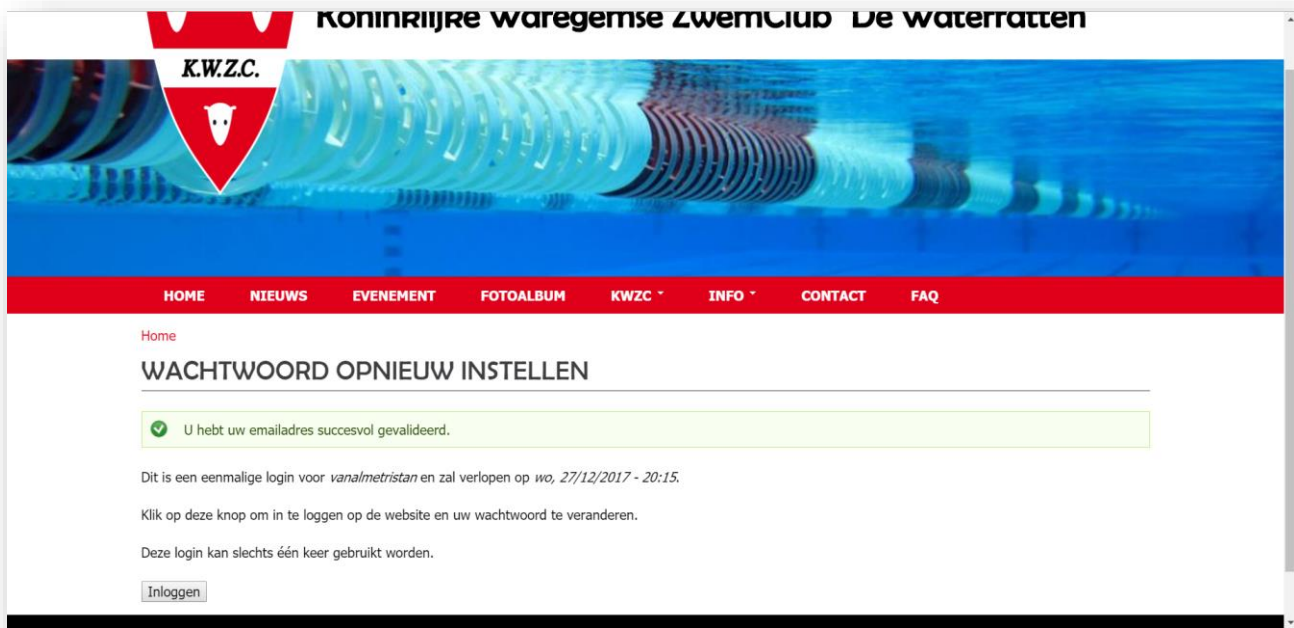 Koninklijke Waregemse ZwemClub De Waterratten
K.W.Z.C.
HOME NIEUWS EVENEMENT FOTOALBUM KWZC INFO CONTACT FAQ
Home
WACHTWOORD OPNIEUW INSTELLEN
U hebt uw emailadres succesvol gevalideerd.
Dit is een eenmalige login voor vanalmetristan en zal verlopen op wo, 27/12/2017 - 20:15.
Klik op deze knop om in te loggen op de website en uw wachtwoord te veranderen.
Deze login kan slechts één keer gebruikt worden.
Inloggen